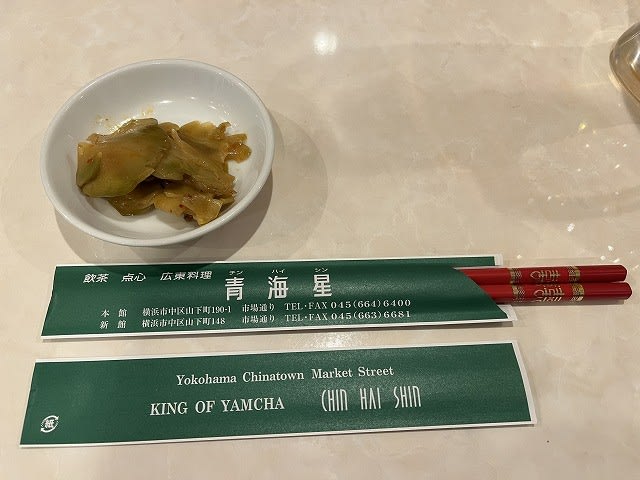 飲茶 点心 広東料理 青海星
チン ハイ シン
本館 横浜市中区山下町190-1 市場通り TEL・FAX 045(664)6400
新館 横浜市中区山下町148 市場通り TEL・FAX 045(663)6681
Yokohama Chinatown Market Street
KING OF YAMCHA CHIN HAI SHIN
紙